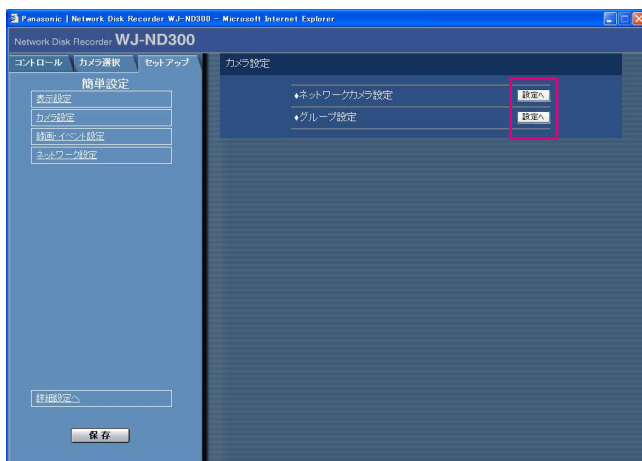 Panasonic | Network Disk Recorder WJ-ND300 - Microsoft Internet Explorer
Network Disk Recorder WJ-ND300
コントロール カメラ選択 セットアップ
簡単設定
表示設定
カメラ設定
録画・イベント設定
ネットワーク設定
詳細設定へ
保存
カメラ設定
♦ネットワークカメラ設定 設定へ
♦グループ設定 設定へ